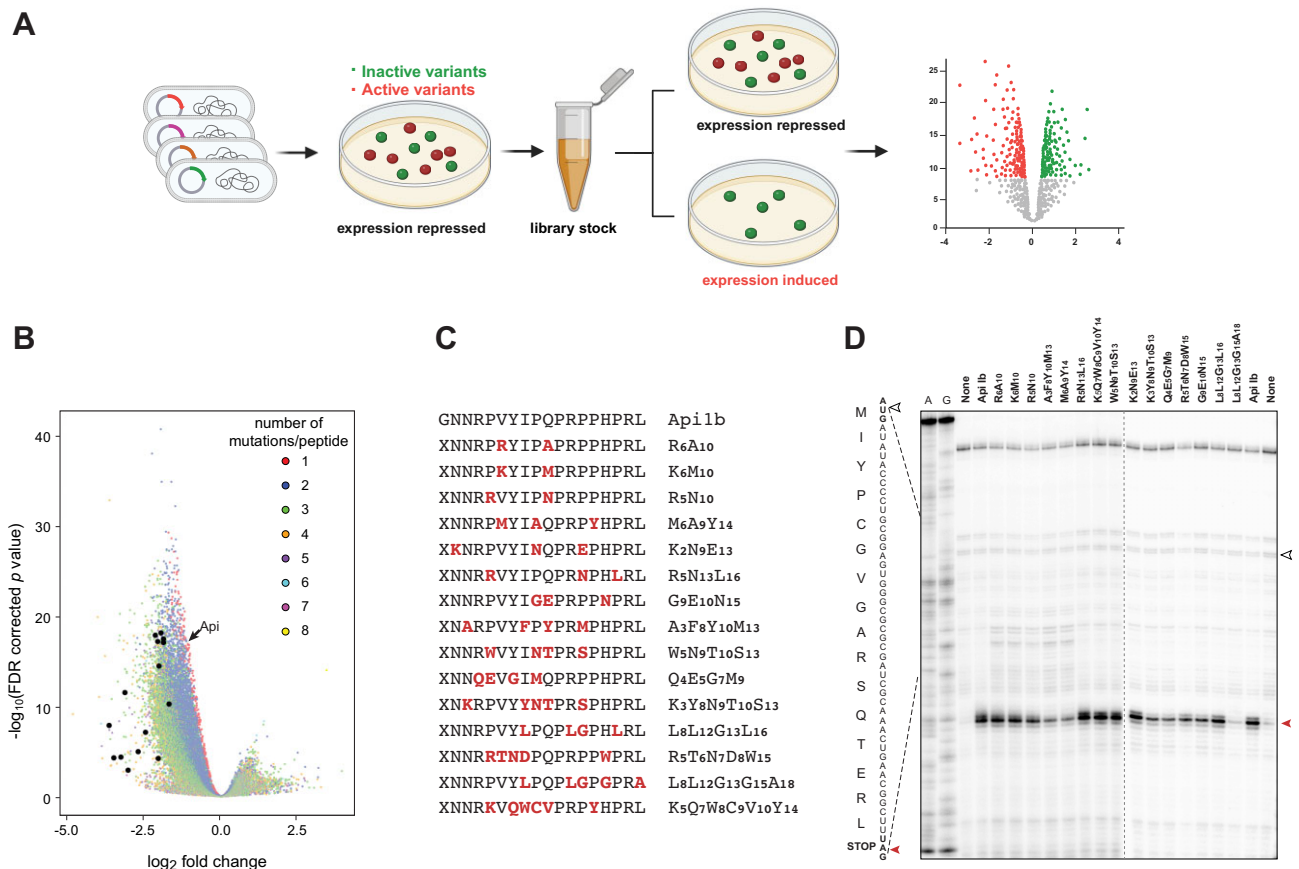 A
Inactive variants
Active variants
expression repressed
library stock
expression repressed
expression induced
25
20
15
10
5
0
-4
-2
0
2
4
B
-log10(FDR corrected p value)
40
30
20
10
0
-5.0
-2.5
0.0
2.5
log2 fold change
number of
mutations/peptide
1
2
3
4
5
6
7
8
Api
C
GNNRPVYIPQPRPPHPRL Api1b
XNNRPRYIPAPRPPHPRL R6A10
XNNRPKYIPMPRPPHPRL K6M10
XNNRRVYIPNPRPPHPRL R5N10
XNNRPMYIAQPRPYHPRL M6A9Y14
XKNRPVYINQPREPHPRL K2N9E13
XNNRRVYIPQPRNPHLRL R5N13L16
XNNRPVYIGEPRPPNPRL G9E10N15
XNARPVYFPYPRMPHPRL A3F8Y10M13
XNNRWVYINTPRSPHPRL W5N9T10S13
XNNQEVGIMQPRPPHPRL Q4E5G7M9
XNKRPVYYNTPRSPHPRL K3Y8N9T10S13
XNNRPVYLPQPLGPHLRL L8L12G13L16
XNNRRTNDPQPRPPWPRL R5T6N7D8W15
XNNRPVYLPQPLGPGPRA L8L12G13G15A18
XNNRKVQWCVPRPYHPRL K5Q7W8C9V10Y14
D
A
G
None
Api Ib
R6A10
K6M10
R5N10
A3F8Y10M13
M6A9Y14
R5N13L16
K5Q7W8C9V10Y14
W5N9T10S13
K2N9E13
K3Y8N9T10S13
Q4E5G7M9
R5T6N7D8W15
G9E10N15
L8L12G13L16
L8L12G13G15A18
Api Ib
None
M
I
Y
P
C
G
V
G
A
R
S
Q
T
E
R
L
STOP